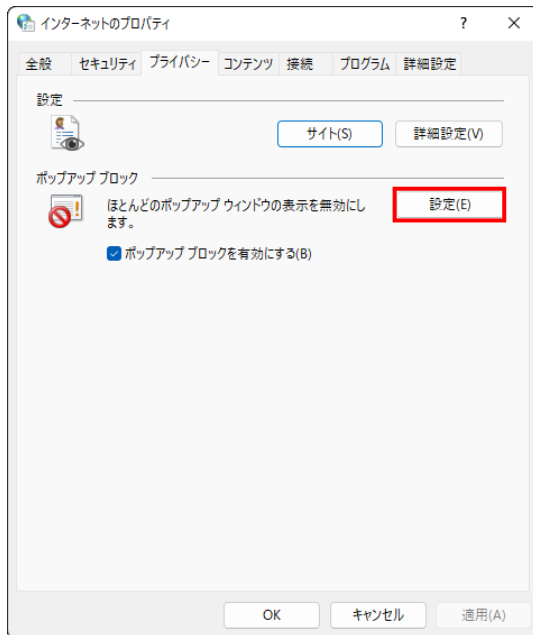 インターネットのプロパティ ? ×
全般 セキュリティ プライバシー コンテンツ 接続 プログラム 詳細設定
設定
サイト(S) 詳細設定(V)
ポップアップ ブロック
ほとんどのポップアップ ウィンドウの表示を無効にし 設定(E)
ます。
ポップアップ ブロックを有効にする(B)
OK キャンセル 適用(A)